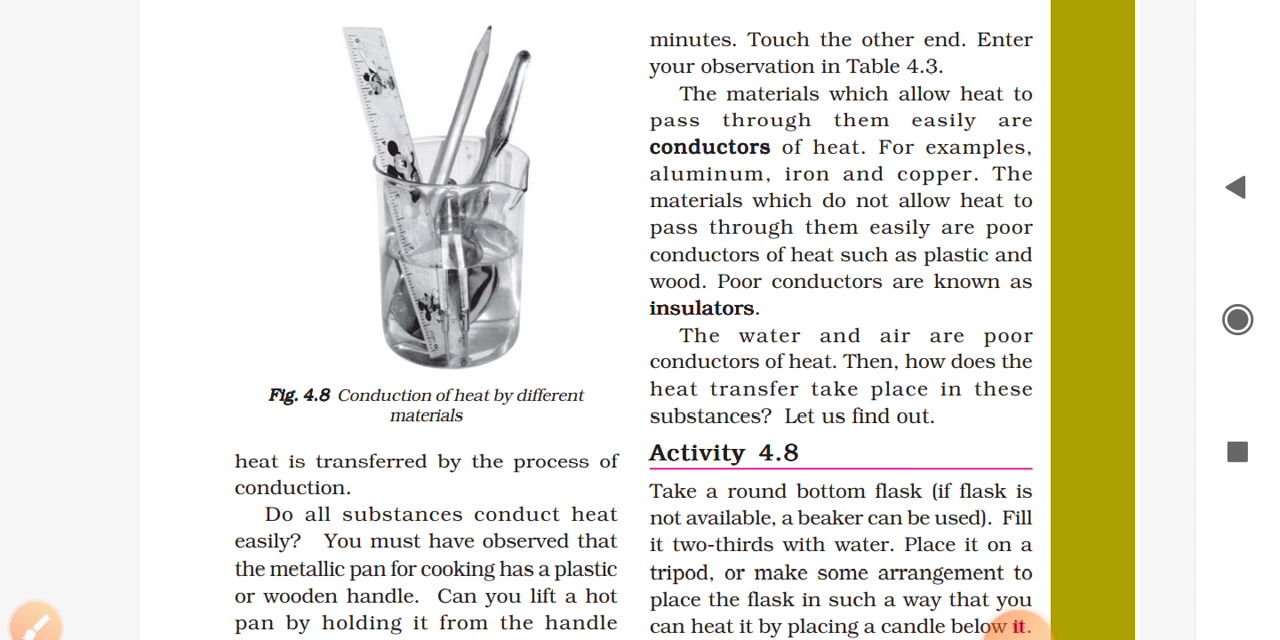 Fig. 4.8 Conduction of heat by different
materials
heat is transferred by the process of
conduction.
Do all substances conduct heat
easily? You must have observed that
the metallic pan for cooking has a plastic
or wooden handle. Can you lift a hot
pan by holding it from the handle
minutes. Touch the other end. Enter
your observation in Table 4.3.
The materials which allow heat to
pass through them easily are
conductors of heat. For examples,
aluminum, iron and copper. The
materials which do not allow heat to
pass through them easily are poor
conductors of heat such as plastic and
wood. Poor conductors are known as
insulators.
The water and air are poor
conductors of heat. Then, how does the
heat transfer take place in these
substances? Let us find out.
Activity 4.8
Take a round bottom flask (if flask is
not available, a beaker can be used). Fill
it two-thirds with water. Place it on a
tripod, or make some arrangement to
place the flask in such a way that you
can heat it by placing a candle below it.